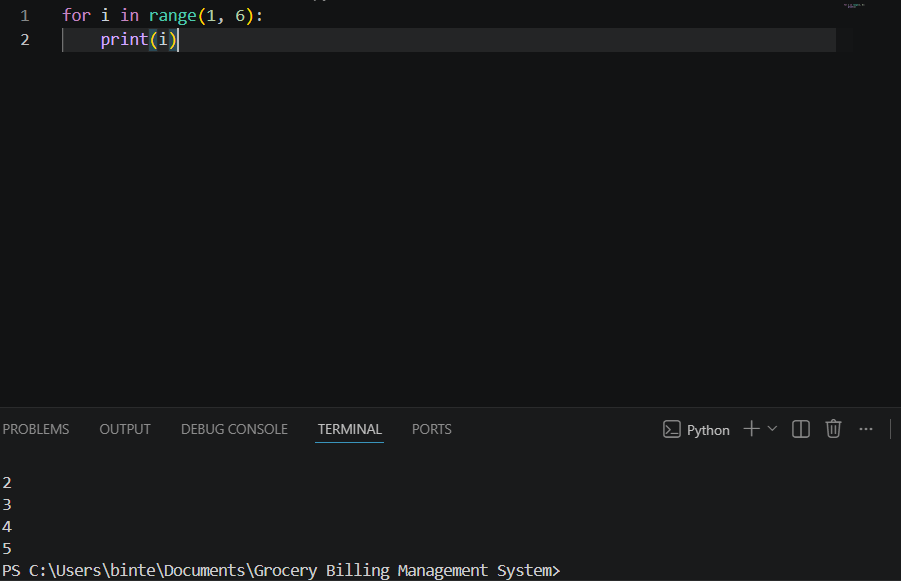 1 for i in range(1, 6):
2     print(i)
PROBLEMS OUTPUT DEBUG CONSOLE TERMINAL PORTS Python
2
3
4
5
PS C:\Users\binte\Documents\Grocery Billing Management System>